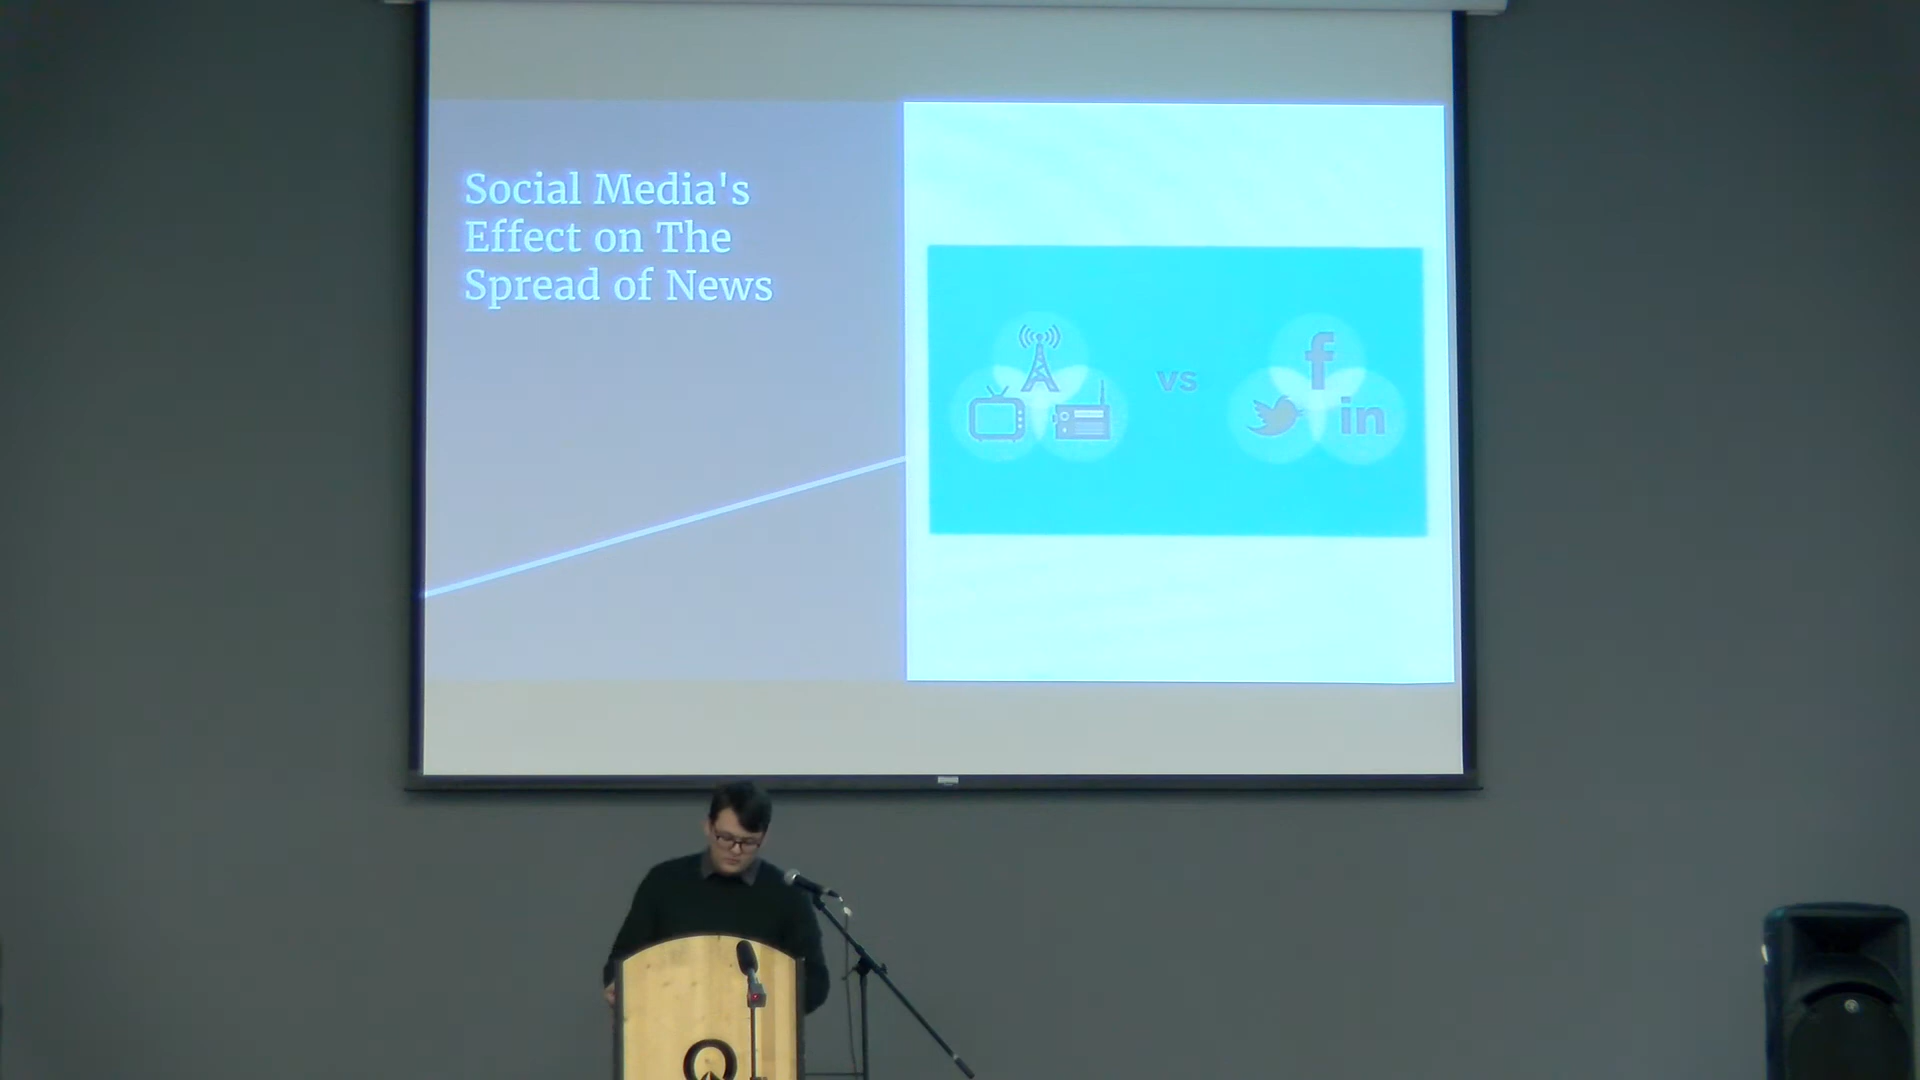 Social Media's
Effect on The
Spread of News
vs
f
in